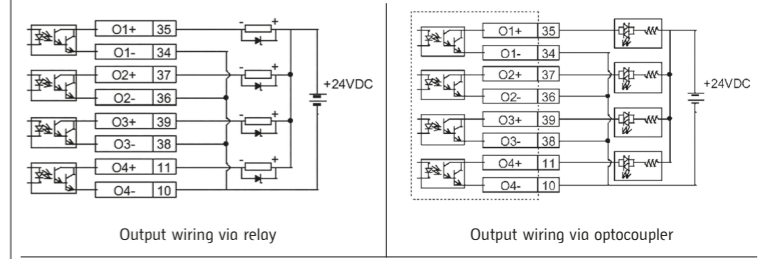 O1+ 35 - +
O1- 34
O2+ 37 - +
O2- 36
O3+ 39 - +
O3- 38
O4+ 11 - +
O4- 10
+24VDC
Output wiring via relay
O1+ 35
O1- 34
O2+ 37
O2- 36
O3+ 39
O3- 38
O4+ 11
O4- 10
+24VDC
Output wiring via optocoupler